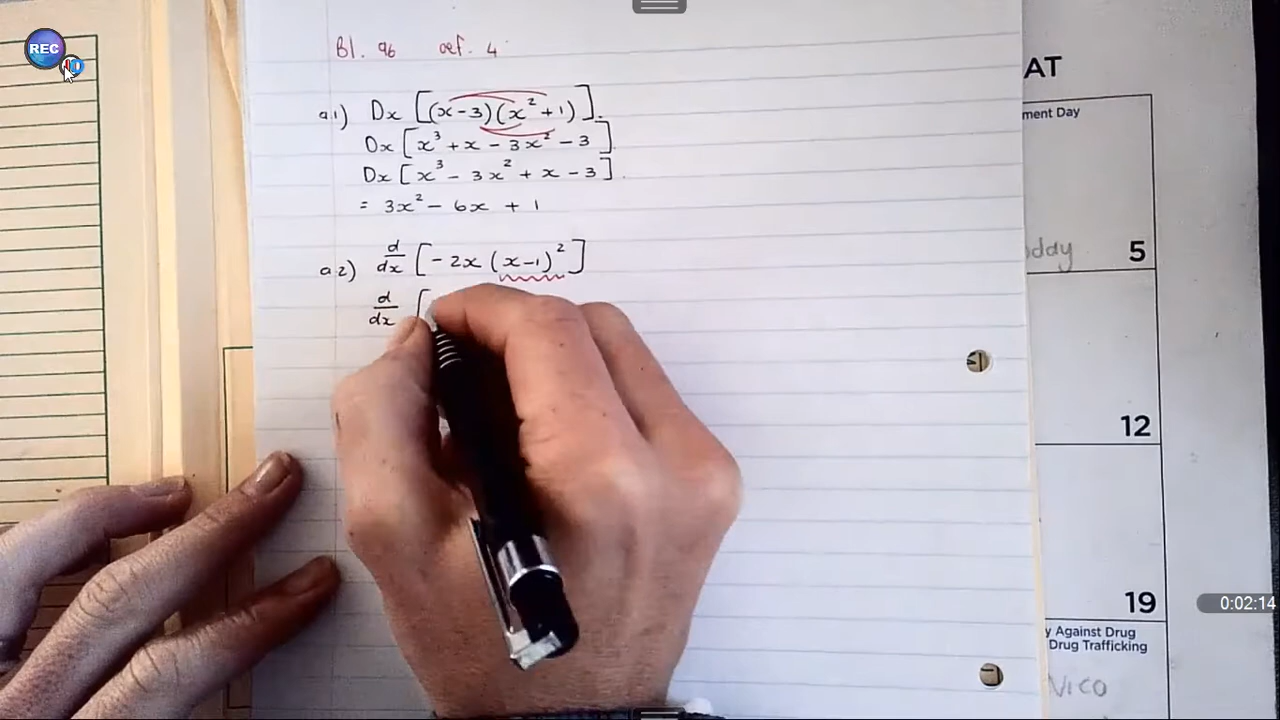 REC
Bl. 96 oef. 4
a1) Dx [(x-3)(x²+1)].
Dx [x³ + x - 3x² - 3].
Dx [x³ - 3x² + x - 3].
= 3x² - 6x + 1
a2) d/dx [-2x (x-1)²]
d/dx [
AT
ment Day
day 5
12
19
y Against Drug
Drug Trafficking
Nico
0:02:14